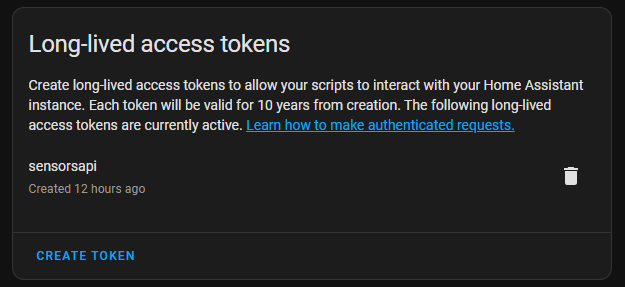 Long-lived access tokens
Create long-lived access tokens to allow your scripts to interact with your Home Assistant
instance. Each token will be valid for 10 years from creation. The following long-lived
access tokens are currently active. Learn how to make authenticated requests.
sensorsapi
Created 12 hours ago
CREATE TOKEN